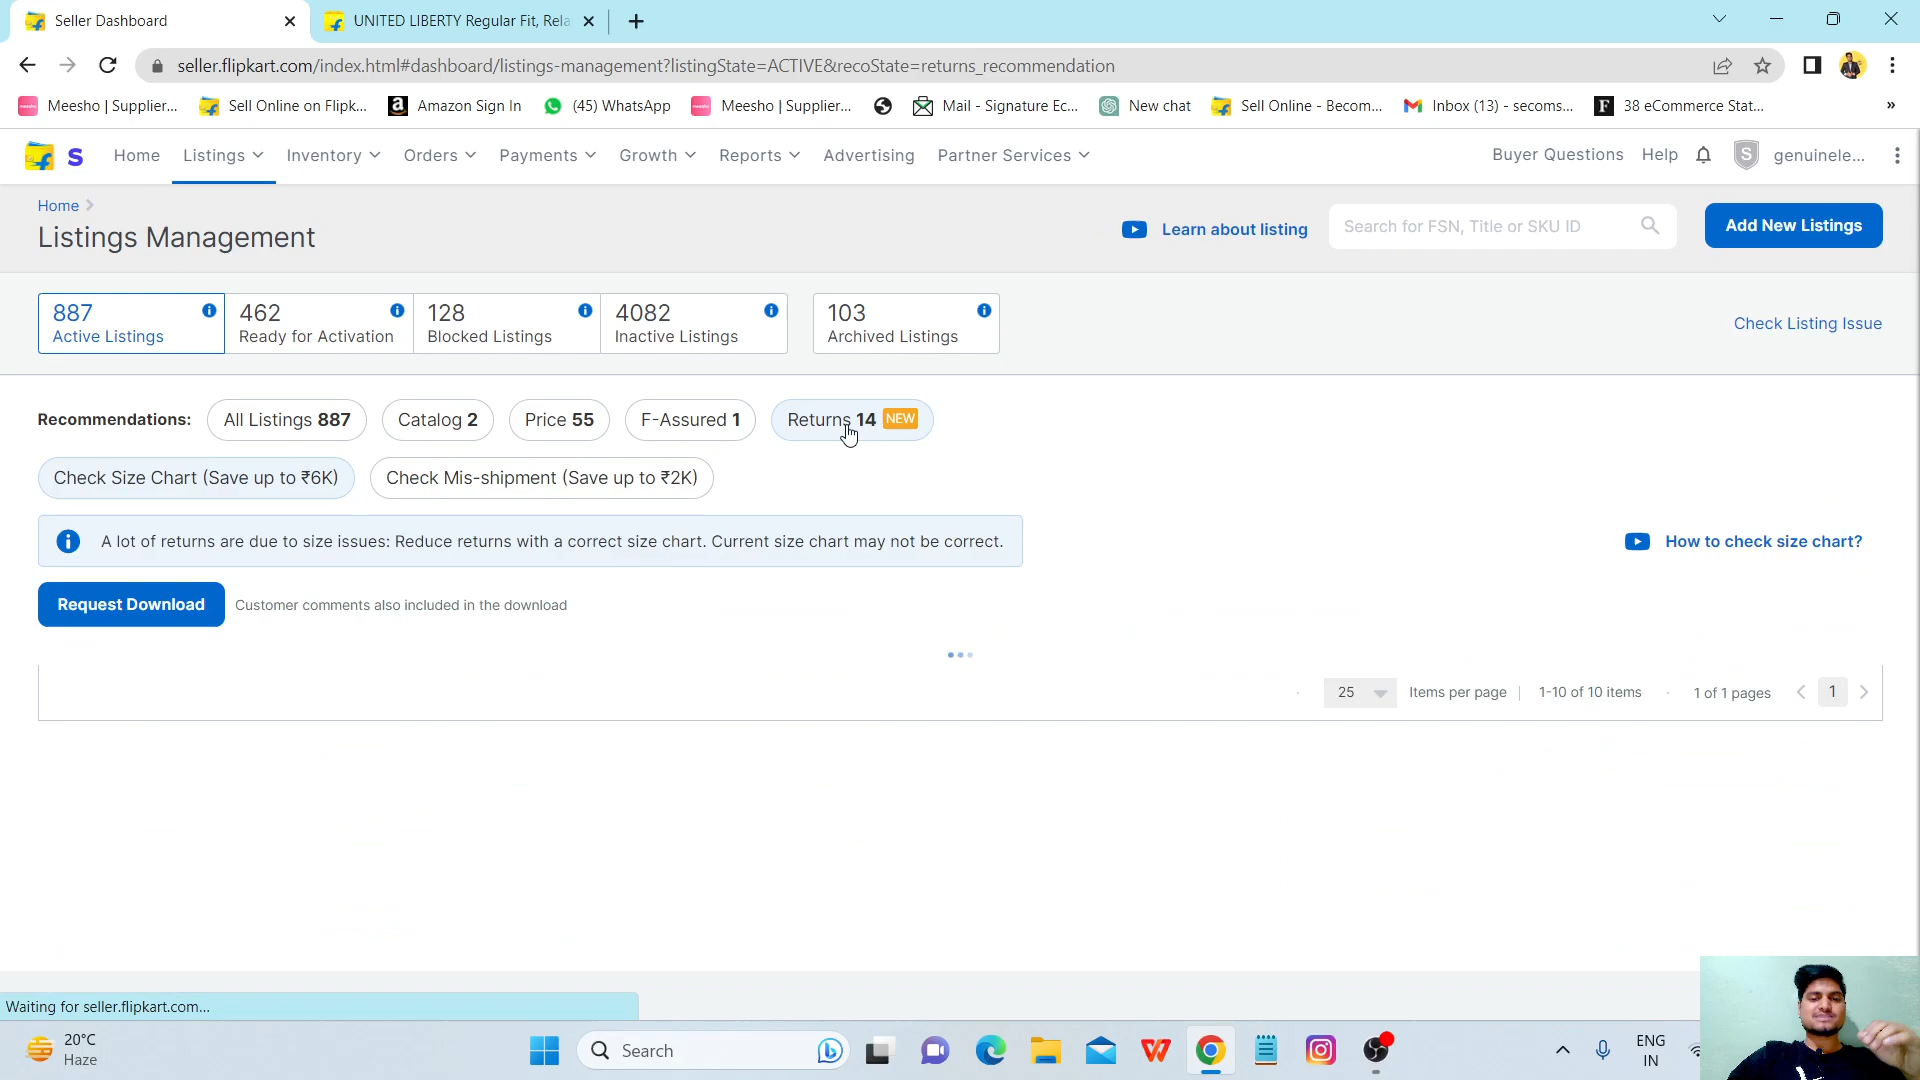 Seller Dashboard
UNITED LIBERTY Regular Fit, Rela
seller.flipkart.com/index.html#dashboard/listings-management?listingState=ACTIVE&recoState=returns_recommendation
Meesho | Supplier...
Sell Online on Flipk...
Amazon Sign In
(45) WhatsApp
Meesho | Supplier...
Mail - Signature Ec...
New chat
Sell Online - Becom...
Inbox (13) - secoms...
38 eCommerce Stat...
»
S
Home
Listings
Inventory
Orders
Payments
Growth
Reports
Advertising
Partner Services
Buyer Questions
Help
S
genuinele...
Home
Listings Management
Learn about listing
Search for FSN, Title or SKU ID
Add New Listings
887
Active Listings
462
Ready for Activation
128
Blocked Listings
4082
Inactive Listings
103
Archived Listings
Check Listing Issue
Recommendations:
All Listings 887
Catalog 2
Price 55
F-Assured 1
Returns 14 NEW
Check Size Chart (Save up to ₹6K)
Check Mis-shipment (Save up to ₹2K)
A lot of returns are due to size issues: Reduce returns with a correct size chart. Current size chart may not be correct.
How to check size chart?
Request Download
Customer comments also included in the download
25
Items per page
1-10 of 10 items
1 of 1 pages
1
Waiting for seller.flipkart.com...
20°C
Haze
Search
ENG
IN